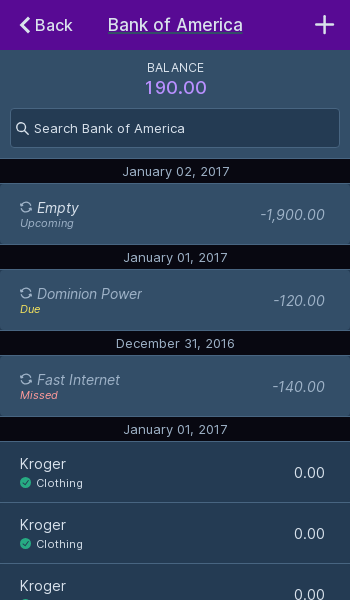 Back
Bank of America
BALANCE
190.00
Search Bank of America
January 02, 2017
Empty
-1,900.00
Upcoming
January 01, 2017
Dominion Power
-120.00
Due
December 31, 2016
Fast Internet
-140.00
Missed
January 01, 2017
Kroger
0.00
Clothing
Kroger
0.00
Clothing
Kroger
0.00